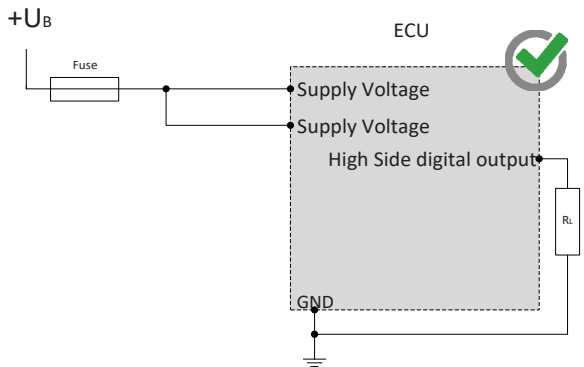 +UB
ECU
Fuse
Supply Voltage
Supply Voltage
High Side digital output
RL
GND